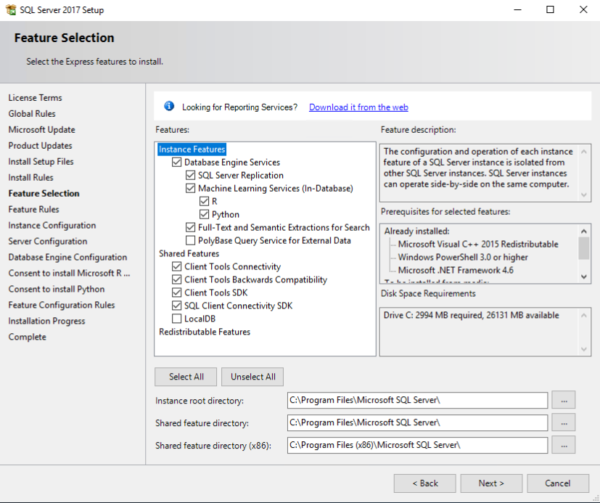 SQL Server 2017 Setup
Feature Selection
Select the Express features to install.
License Terms
Global Rules
Microsoft Update
Product Updates
Install Setup Files
Install Rules
Feature Selection
Feature Rules
Instance Configuration
Server Configuration
Database Engine Configuration
Consent to install Microsoft R ...
Consent to install Python
Feature Configuration Rules
Installation Progress
Complete
Looking for Reporting Services? Download it from the web
Features:
Instance Features
Database Engine Services
SQL Server Replication
Machine Learning Services (In-Database)
R
Python
Full-Text and Semantic Extractions for Search
PolyBase Query Service for External Data
Shared Features
Client Tools Connectivity
Client Tools Backwards Compatibility
Client Tools SDK
SQL Client Connectivity SDK
LocalDB
Redistributable Features
Feature description:
The configuration and operation of each instance
feature of a SQL Server instance is isolated from
other SQL Server instances. SQL Server instances
can operate side-by-side on the same computer.
Prerequisites for selected features:
Already installed:
Microsoft Visual C++ 2015 Redistributable
Windows PowerShell 3.0 or higher
Microsoft .NET Framework 4.6
Disk Space Requirements
Drive C: 2994 MB required, 26131 MB available
Select All
Unselect All
Instance root directory: C:\Program Files\Microsoft SQL Server\ ...
Shared feature directory: C:\Program Files\Microsoft SQL Server\ ...
Shared feature directory (x86): C:\Program Files (x86)\Microsoft SQL Server\ ...
< Back
Next >
Cancel